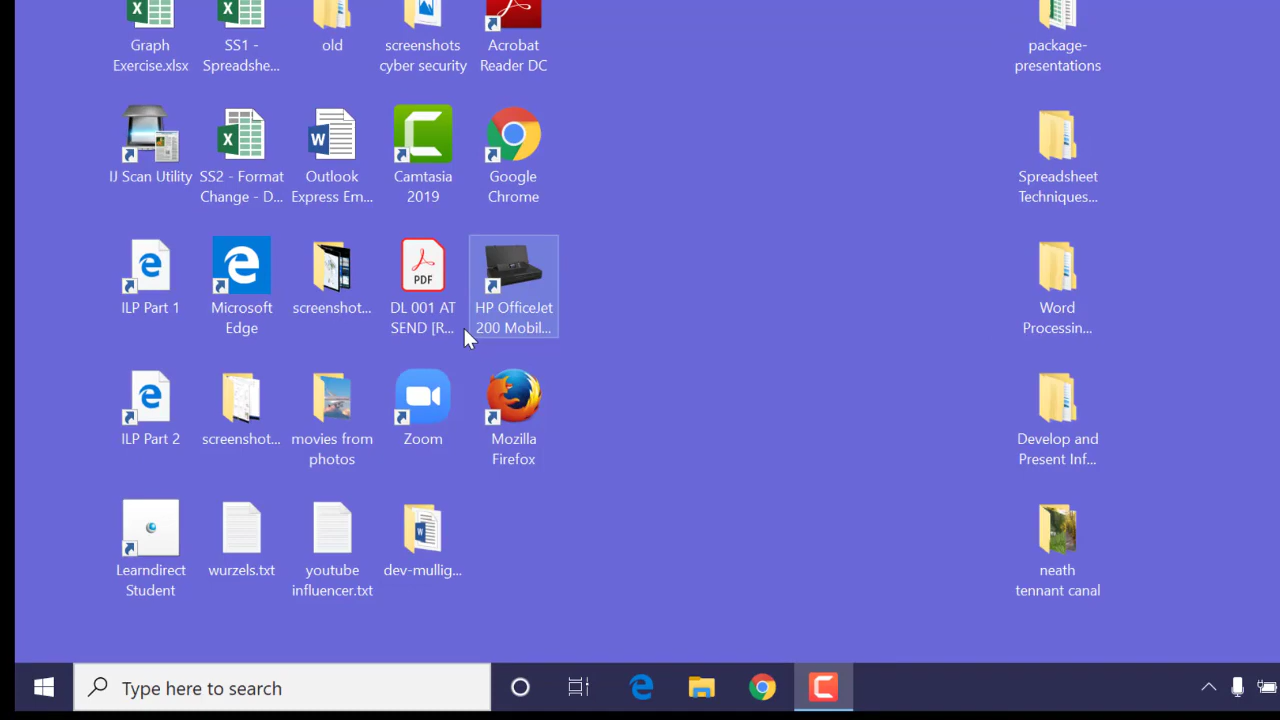 Graph
Exercise.xlsx
SS1 -
Spreadshe...
old
screenshots
cyber security
Acrobat
Reader DC
package-
presentations
IJ Scan Utility
SS2 - Format
Change - D...
Outlook
Express Em...
Camtasia
2019
Google
Chrome
Spreadsheet
Techniques...
ILP Part 1
Microsoft
Edge
screenshot...
PDF
DL 001 AT
SEND [R...
HP OfficeJet
200 Mobil...
Word
Processin...
ILP Part 2
screenshot...
movies from
photos
Zoom
Mozilla
Firefox
Develop and
Present Inf...
Learndirect
Student
wurzels.txt
youtube
influencer.txt
dev-mullig...
neath
tennant canal
Type here to search